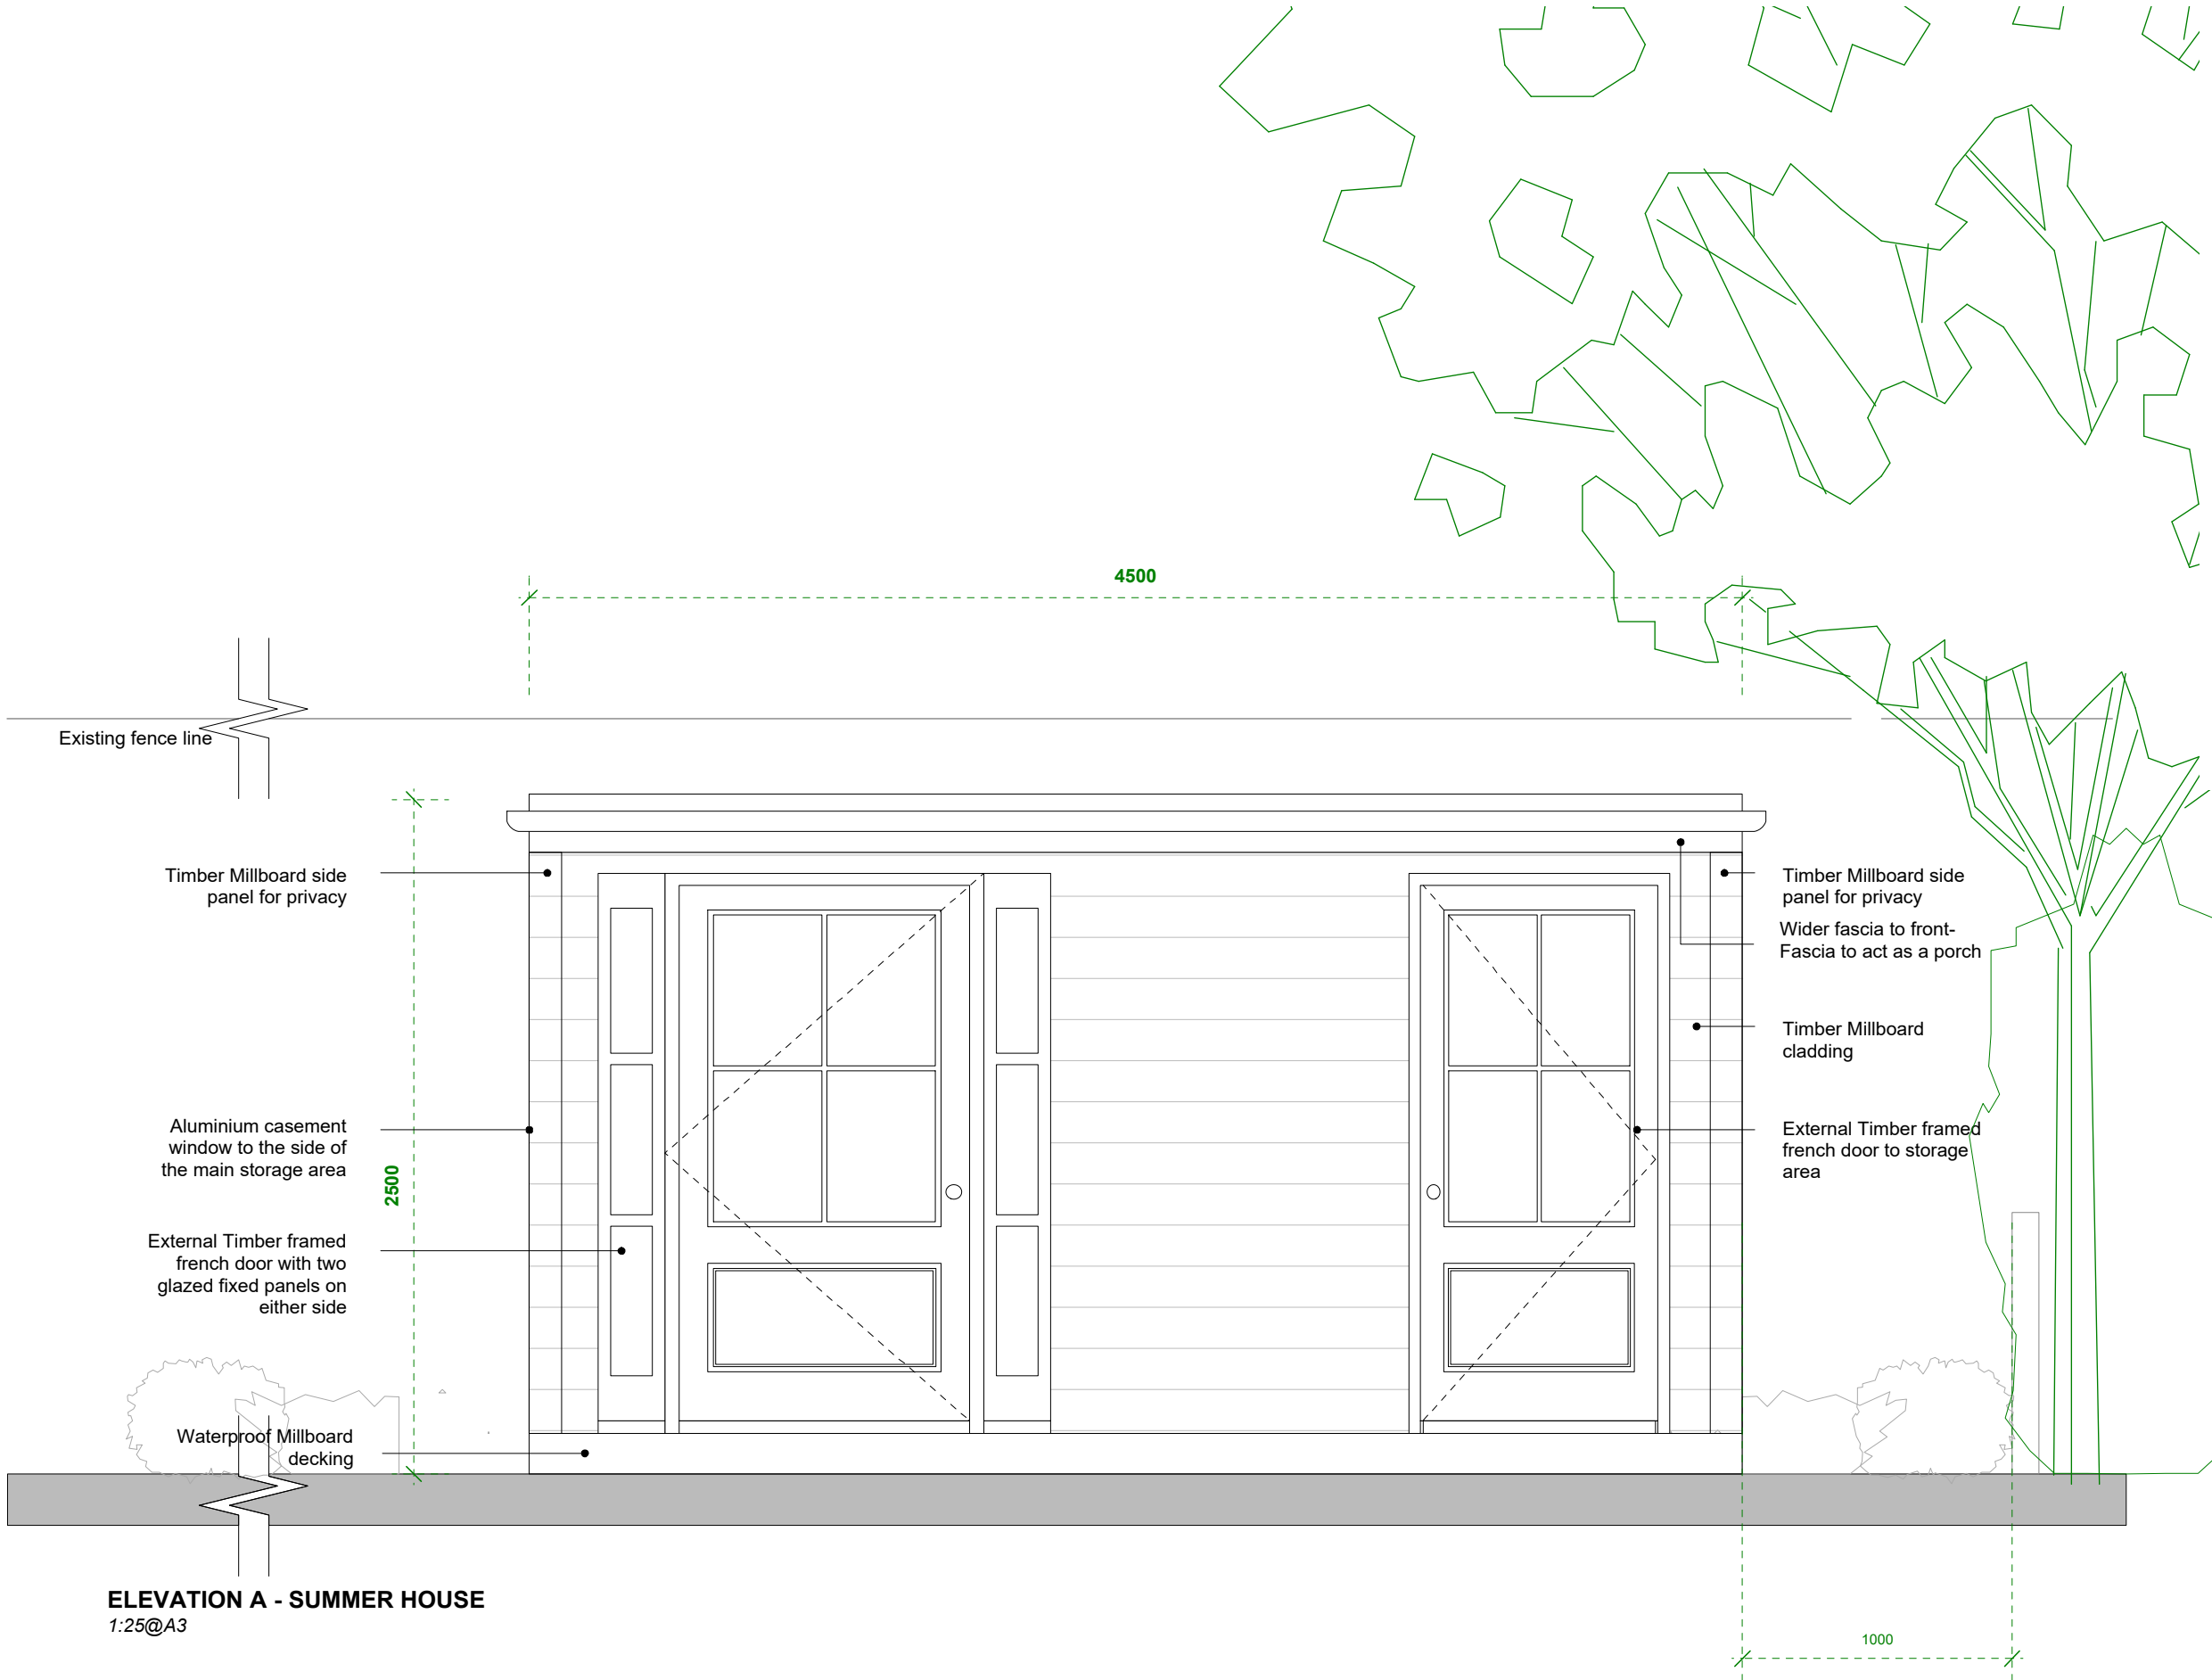 4500
Existing fence line
Timber Millboard side
panel for privacy
Timber Millboard side
panel for privacy
Wider fascia to front-
Fascia to act as a porch
Timber Millboard
cladding
Aluminium casement
window to the side of
the main storage area
2500
External Timber framed
french door to storage
area
External Timber framed
french door with two
glazed fixed panels on
either side
Waterproof Millboard
decking
ELEVATION A - SUMMER HOUSE
1:25@A3
1000